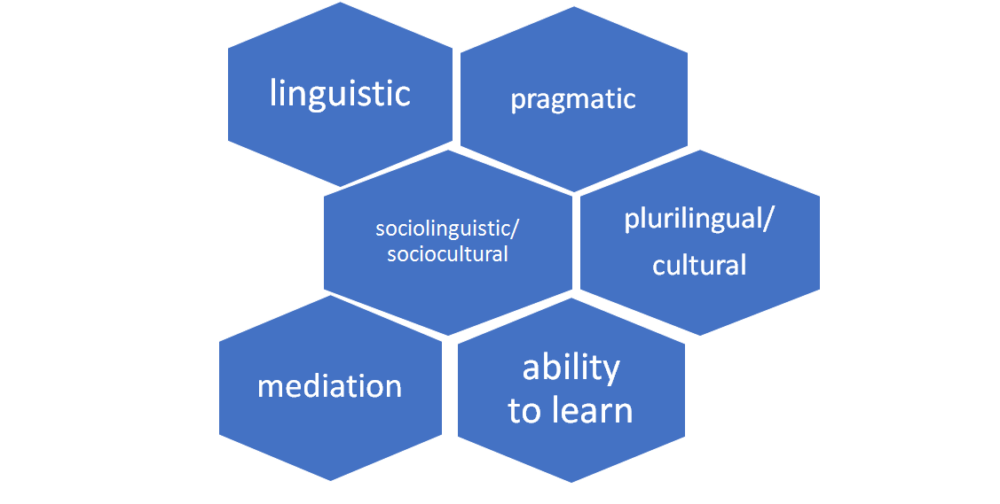 linguistic
pragmatic
sociolinguistic/
sociocultural
plurilingual/
cultural
mediation
ability
to learn